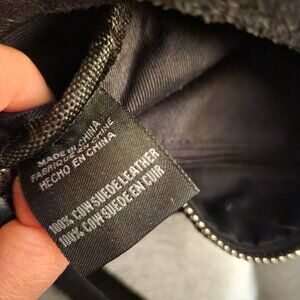 MADE IN CHINA
FABRIQUÉ EN CHINE
HECHO EN CHINA
100% COW SUEDE LEATHER
100% COW SUEDE EN CUIR